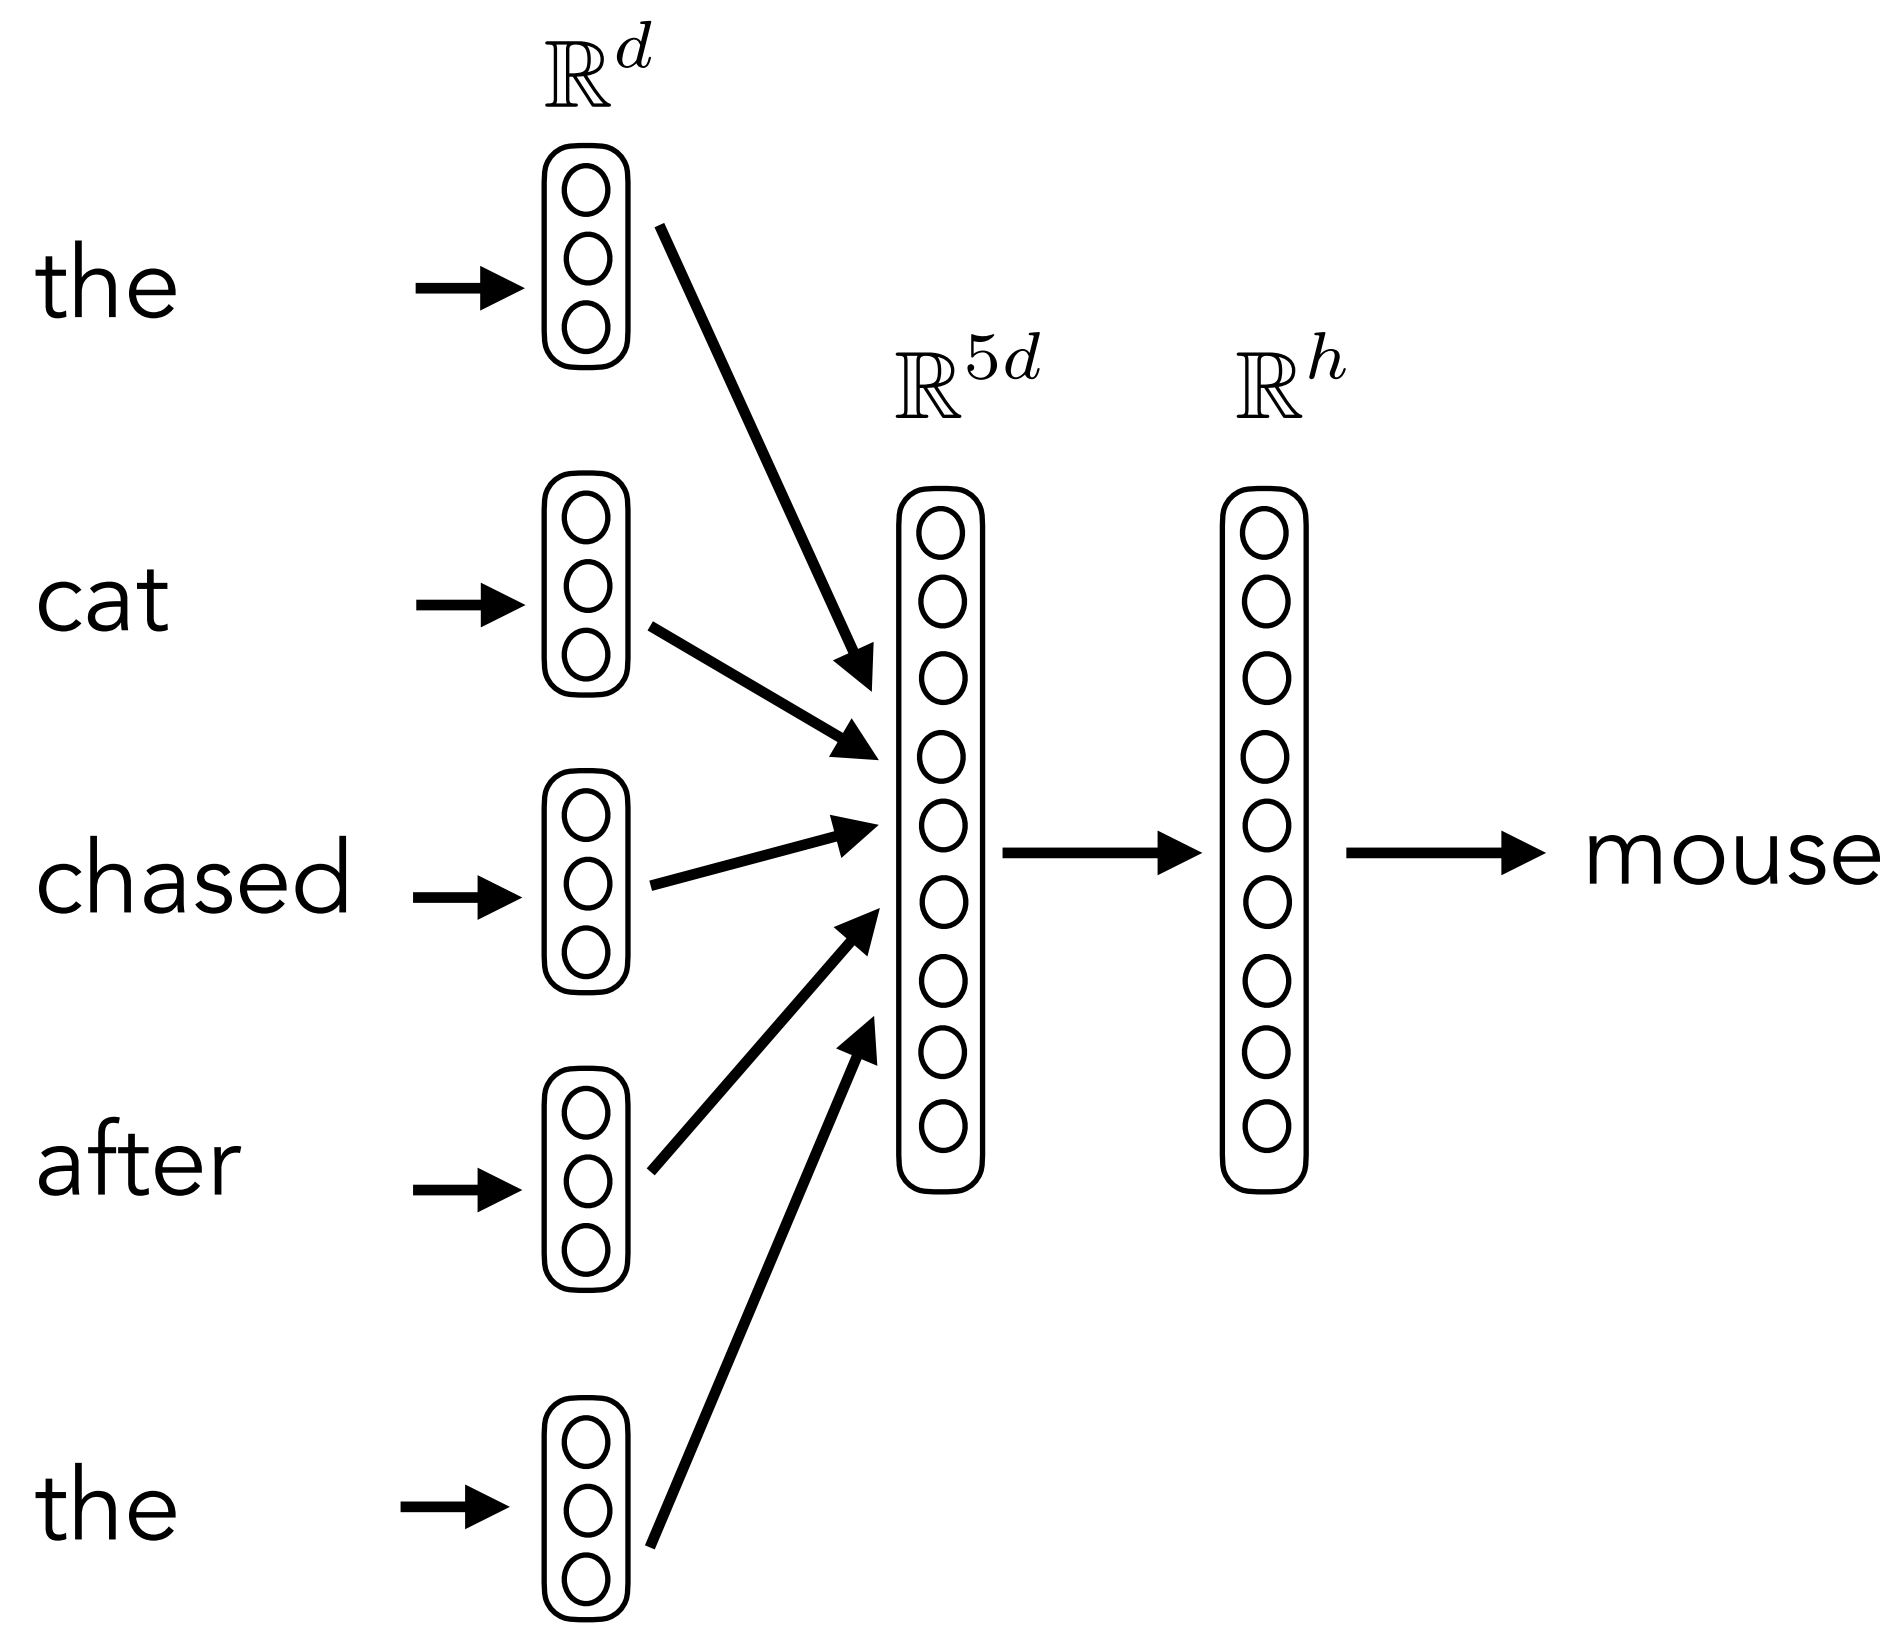 ℝ^d
the
ℝ^{5d}
ℝ^h
cat
chased
mouse
after
the